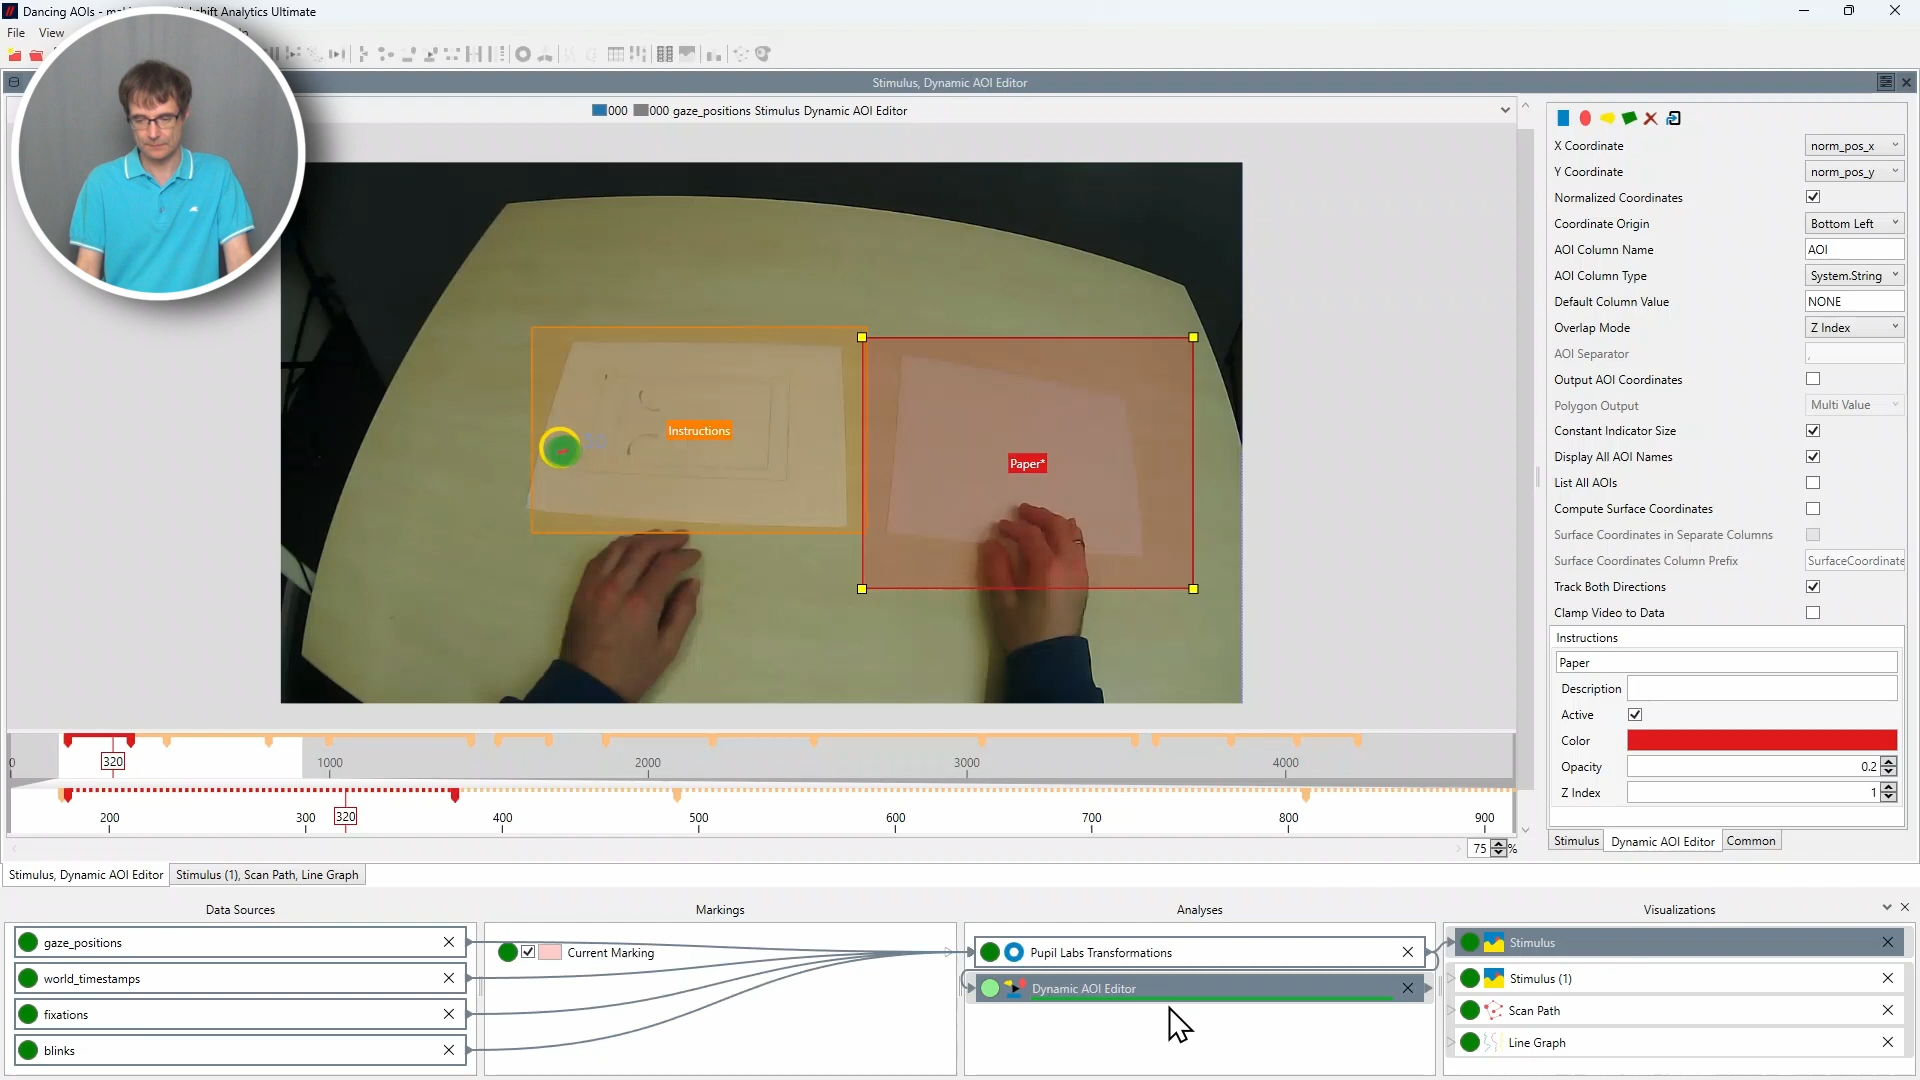 Dancing AOIs - m
shift Analytics Ultimate
File View
Stimulus, Dynamic AOI Editor
000 000 gaze_positions Stimulus Dynamic AOI Editor
X Coordinate norm_pos_x
Y Coordinate norm_pos_y
Normalized Coordinates
Coordinate Origin Bottom Left
AOI Column Name AOI
AOI Column Type System.String
Default Column Value NONE
Overlap Mode Z Index
AOI Separator ,
Output AOI Coordinates
Polygon Output Multi Value
Constant Indicator Size
Display All AOI Names
List All AOIs
Compute Surface Coordinates
Surface Coordinates in Separate Columns
Surface Coordinates Column Prefix SurfaceCoordinate
Track Both Directions
Clamp Video to Data
Instructions
Paper
Description
Active
Color
Opacity 0.2
Z Index 1
Stimulus Dynamic AOI Editor Common
Instructions
Paper*
0 320 1000 2000 3000 4000
200 300 320 400 500 600 700 800 900
75 %
Stimulus, Dynamic AOI Editor Stimulus (1), Scan Path, Line Graph
Data Sources Markings Analyses Visualizations
gaze_positions
world_timestamps
fixations
blinks
Current Marking
Pupil Labs Transformations
Dynamic AOI Editor
Stimulus
Stimulus (1)
Scan Path
Line Graph